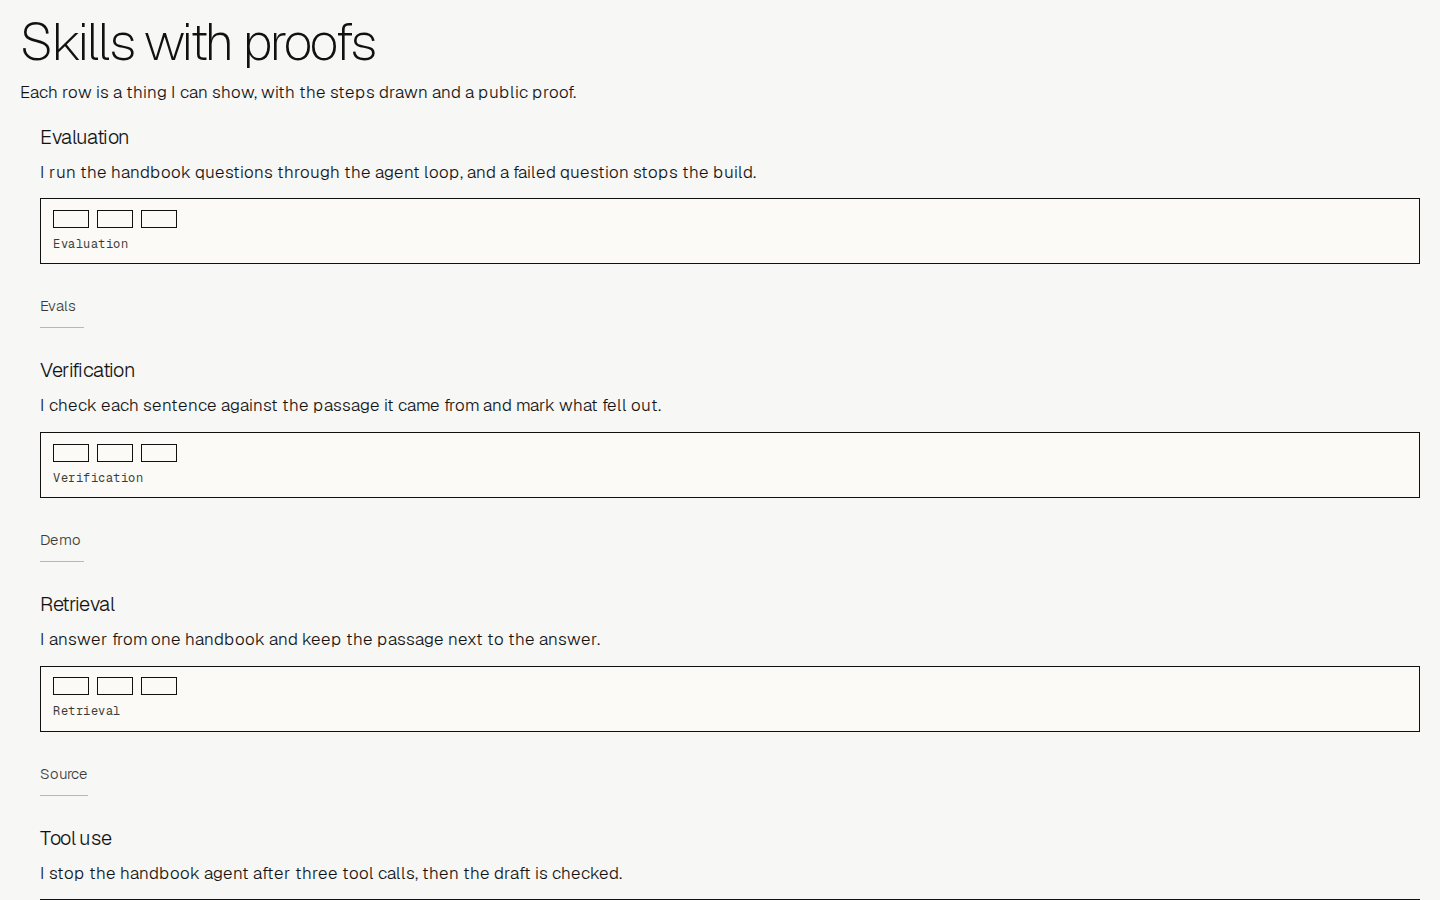 Skills with proofs
Each row is a thing I can show, with the steps drawn and a public proof.
Evaluation
I run the handbook questions through the agent loop, and a failed question stops the build.
Evaluation
Evals
Verification
I check each sentence against the passage it came from and mark what fell out.
Verification
Demo
Retrieval
I answer from one handbook and keep the passage next to the answer.
Retrieval
Source
Tool use
I stop the handbook agent after three tool calls, then the draft is checked.